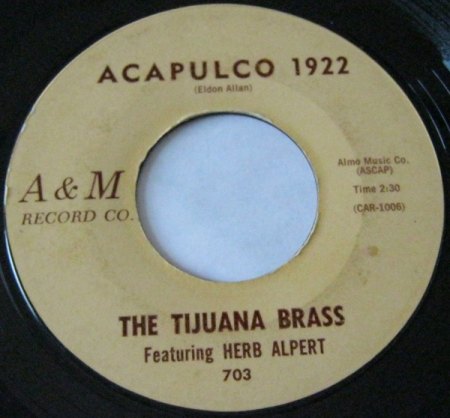 ACAPULCO 1922
(Eldon Allan)
A & M
RECORD CO.
Almo Music Co.
(ASCAP)
Time 2:30
(CAR-1006)
THE TIJUANA BRASS
Featuring HERB ALPERT
703